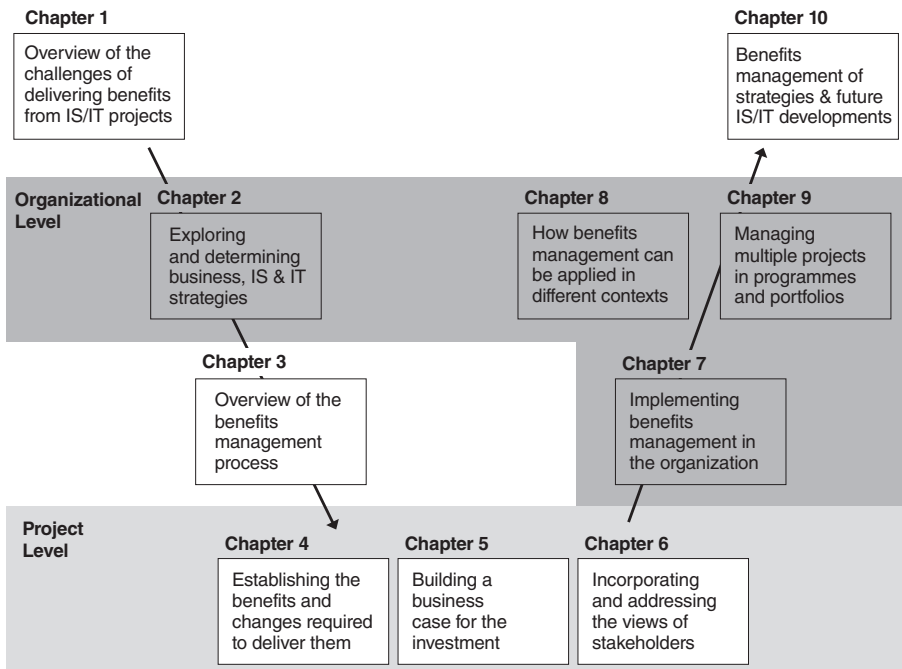 Chapter 1
Overview of the
challenges of
delivering benefits
from IS/IT projects
Chapter 10
Benefits
management of
strategies & future
IS/IT developments
Organizational
Level
Chapter 2
Exploring
and determining
business, IS & IT
strategies
Chapter 8
How benefits
management can
be applied in
different contexts
Chapter 9
Managing
multiple projects
in programmes
and portfolios
Chapter 3
Overview of the
benefits
management
process
Chapter 7
Implementing
benefits
management in
the organization
Project
Level
Chapter 4
Establishing the
benefits and
changes required
to deliver them
Chapter 5
Building a
business
case for the
investment
Chapter 6
Incorporating
and addressing
the views of
stakeholders